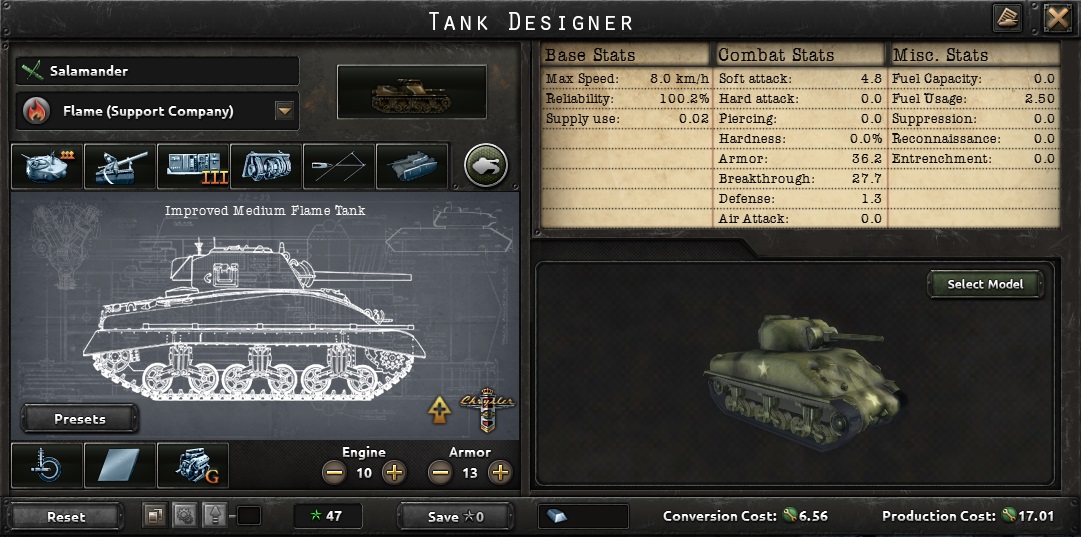 Tank Designer
Salamander
Flame (Support Company)
III
Improved Medium Flame Tank
Chrysler
Presets
G
Engine
10
Armor
13
Base Stats
Max Speed: 8.0 km/h
Reliability: 100.2%
Supply use: 0.02
Combat Stats
Soft attack: 4.8
Hard attack: 0.0
Piercing: 0.0
Hardness: 0.0%
Armor: 36.2
Breakthrough: 27.7
Defense: 1.3
Air Attack: 0.0
Misc. Stats
Fuel Capacity: 0.0
Fuel Usage: 2.50
Suppression: 0.0
Reconnaissance: 0.0
Entrenchment: 0.0
Select Model
Reset
47
Save 0
Conversion Cost: 6.56
Production Cost: 17.01